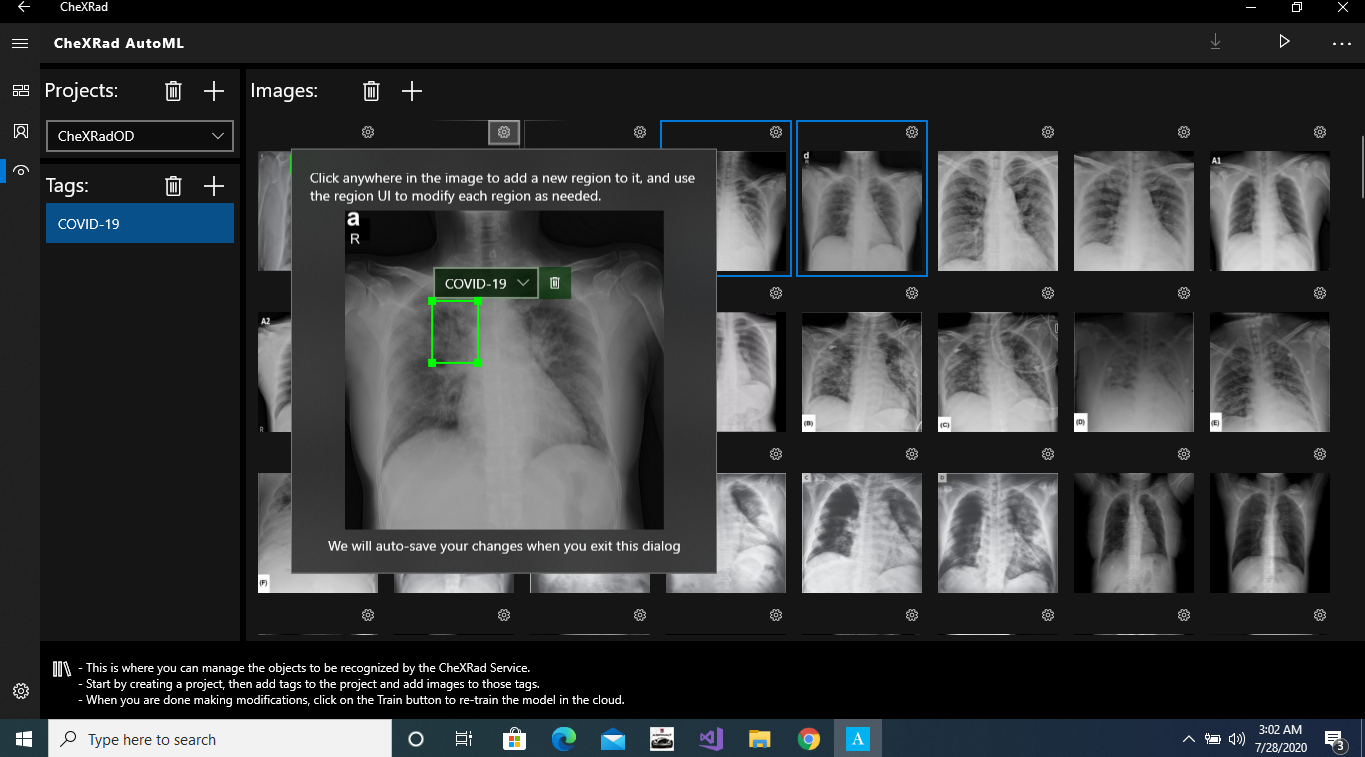 CheXRad
CheXRad AutoML
Projects:
Images:
CheXRadOD
Tags:
COVID-19
Click anywhere in the image to add a new region to it, and use
the region UI to modify each region as needed.
a
R
COVID-19
We will auto-save your changes when you exit this dialog
d
A1
A2
R
(B)
(C)
(D)
(E)
(F)
C
D
- This is where you can manage the objects to be recognized by the CheXRad Service.
- Start by creating a project, then add tags to the project and add images to those tags.
- When you are done making modifications, click on the Train button to re-train the model in the cloud.
Type here to search
A
3:02 AM
7/28/2020
3